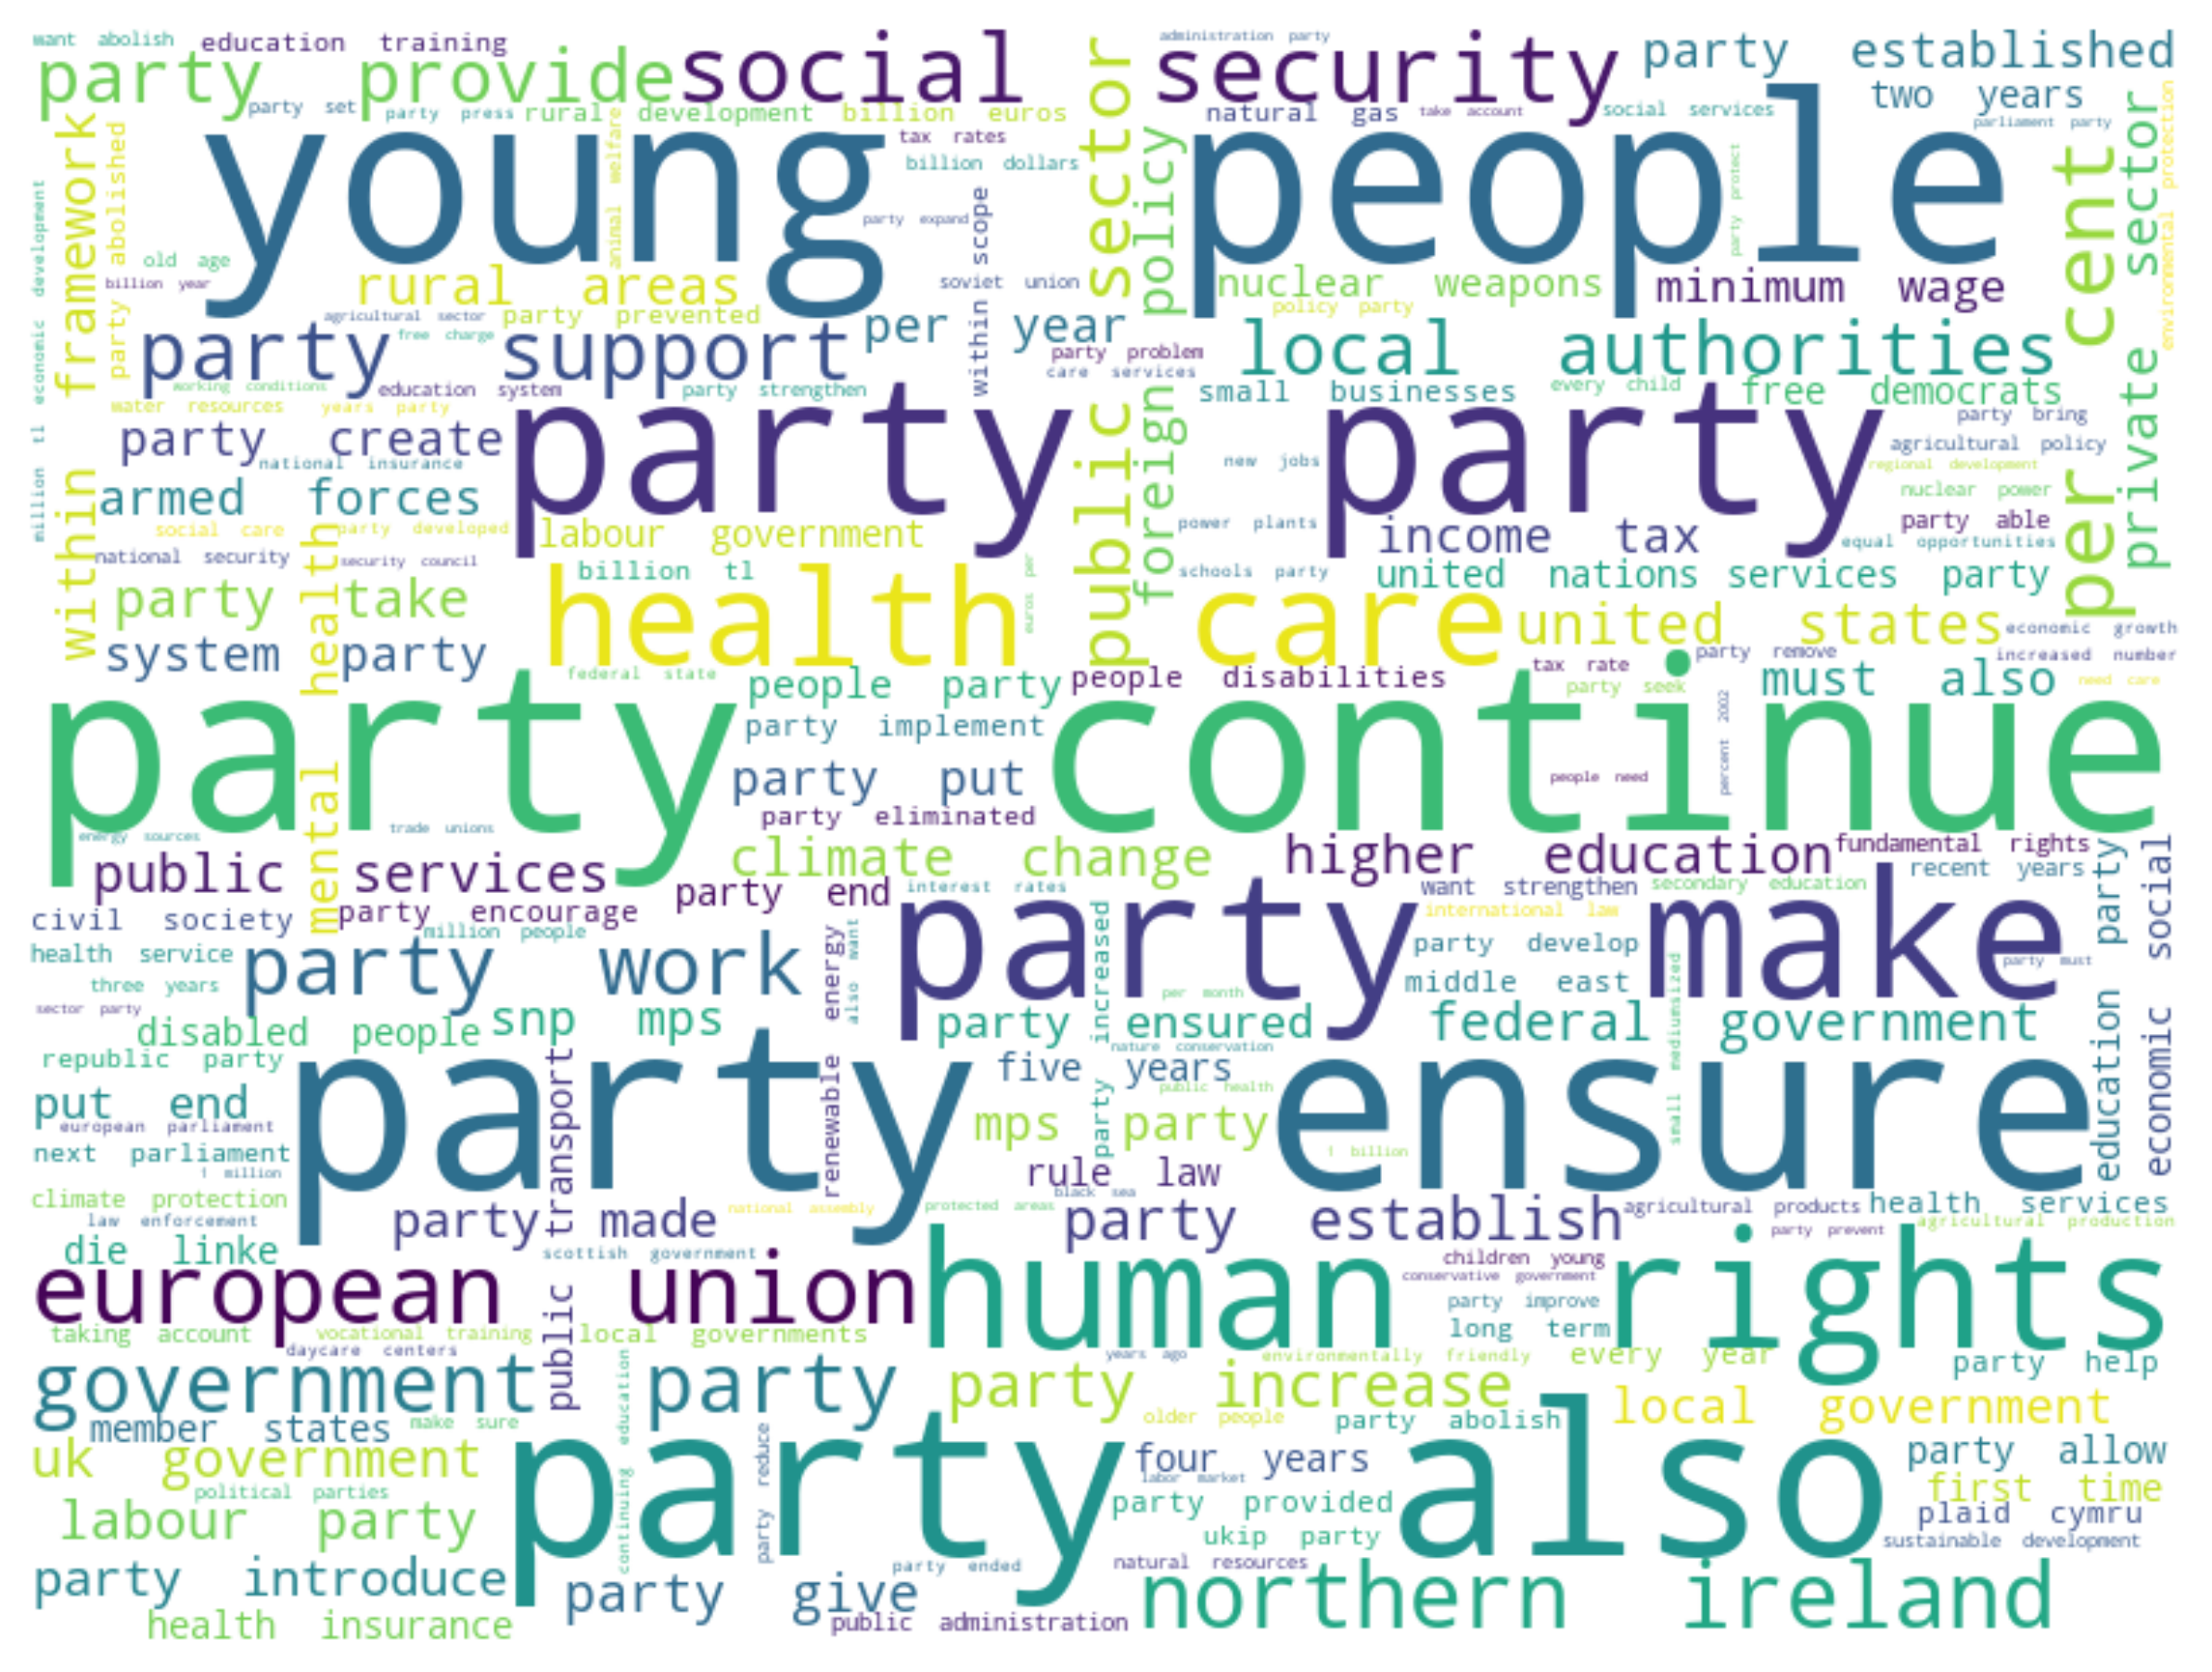 want abolish
education training
administration party
party provide
social security
party established
party set
party press
rural development
billion euros
natural gas
take account
social services
two years
parliament party
young people
tax rates
billion dollars
animal welfare
public sector
foreign policy
party protect
per cent
private sector
environmental protection
within framework
party abolished
million tl
economic development
party expand
within scope
old age
billion year
rural areas
soviet union
nuclear weapons
minimum wage
agricultural sector
party prevented
policy party
party support
free charge
per year
party problem
care services
local authorities
working conditions
education system
party strengthen
small businesses
every child
free democrats
water resources
years party
party party
party bring
party create
national insurance
new jobs
agricultural policy
regional development
armed forces
nuclear power
social care
party developed
labour government
power plants
income tax
party able
equal opportunities
national security
security council
mental health
billion tl
euros per
schools party
united nations
services party
party take
health care
united states
economic growth
system party
party remove
increased number
federal state
people party
people disabilities
tax rate
party seek
must also
need care
party continue
party implement
percent 2002
party put
people need
party eliminated
energy sources
trade unions
climate change
higher education
fundamental rights
public services
party end
interest rates
want strengthen
secondary education
recent years
civil society
party encourage
international law
education party
economic social
million people
health service
party work
renewable energy
also want
party increased
party make
party develop
three years
middle east
party must
sector party
per month
small mediumsized
disabled people
snp mps
party ensured
federal government
republic party
public transport
nature conservation
party ensure
five years
public health
put end
european parliament
mps party
next parliament
1 million
1 billion
rule law
climate protection
black sea
law enforcement
party made
national assembly
protected areas
party establish
agricultural products
health services
party prevent
agricultural production
die linke
scottish government
human rights
children young
conservative government
european union
party improve
taking account
vocational training
local governments
long term
daycare centers
continuing education
years ago
environmentally friendly
every year
party help
government party
party increase
member states
make sure
older people
party abolish
local government
uk government
party reduce
party also
four years
labor market
party allow
political parties
first time
labour party
party provided
plaid cymru
ukip party
sustainable development
party introduce
party ended
natural resources
party give
northern ireland
health insurance
public administration